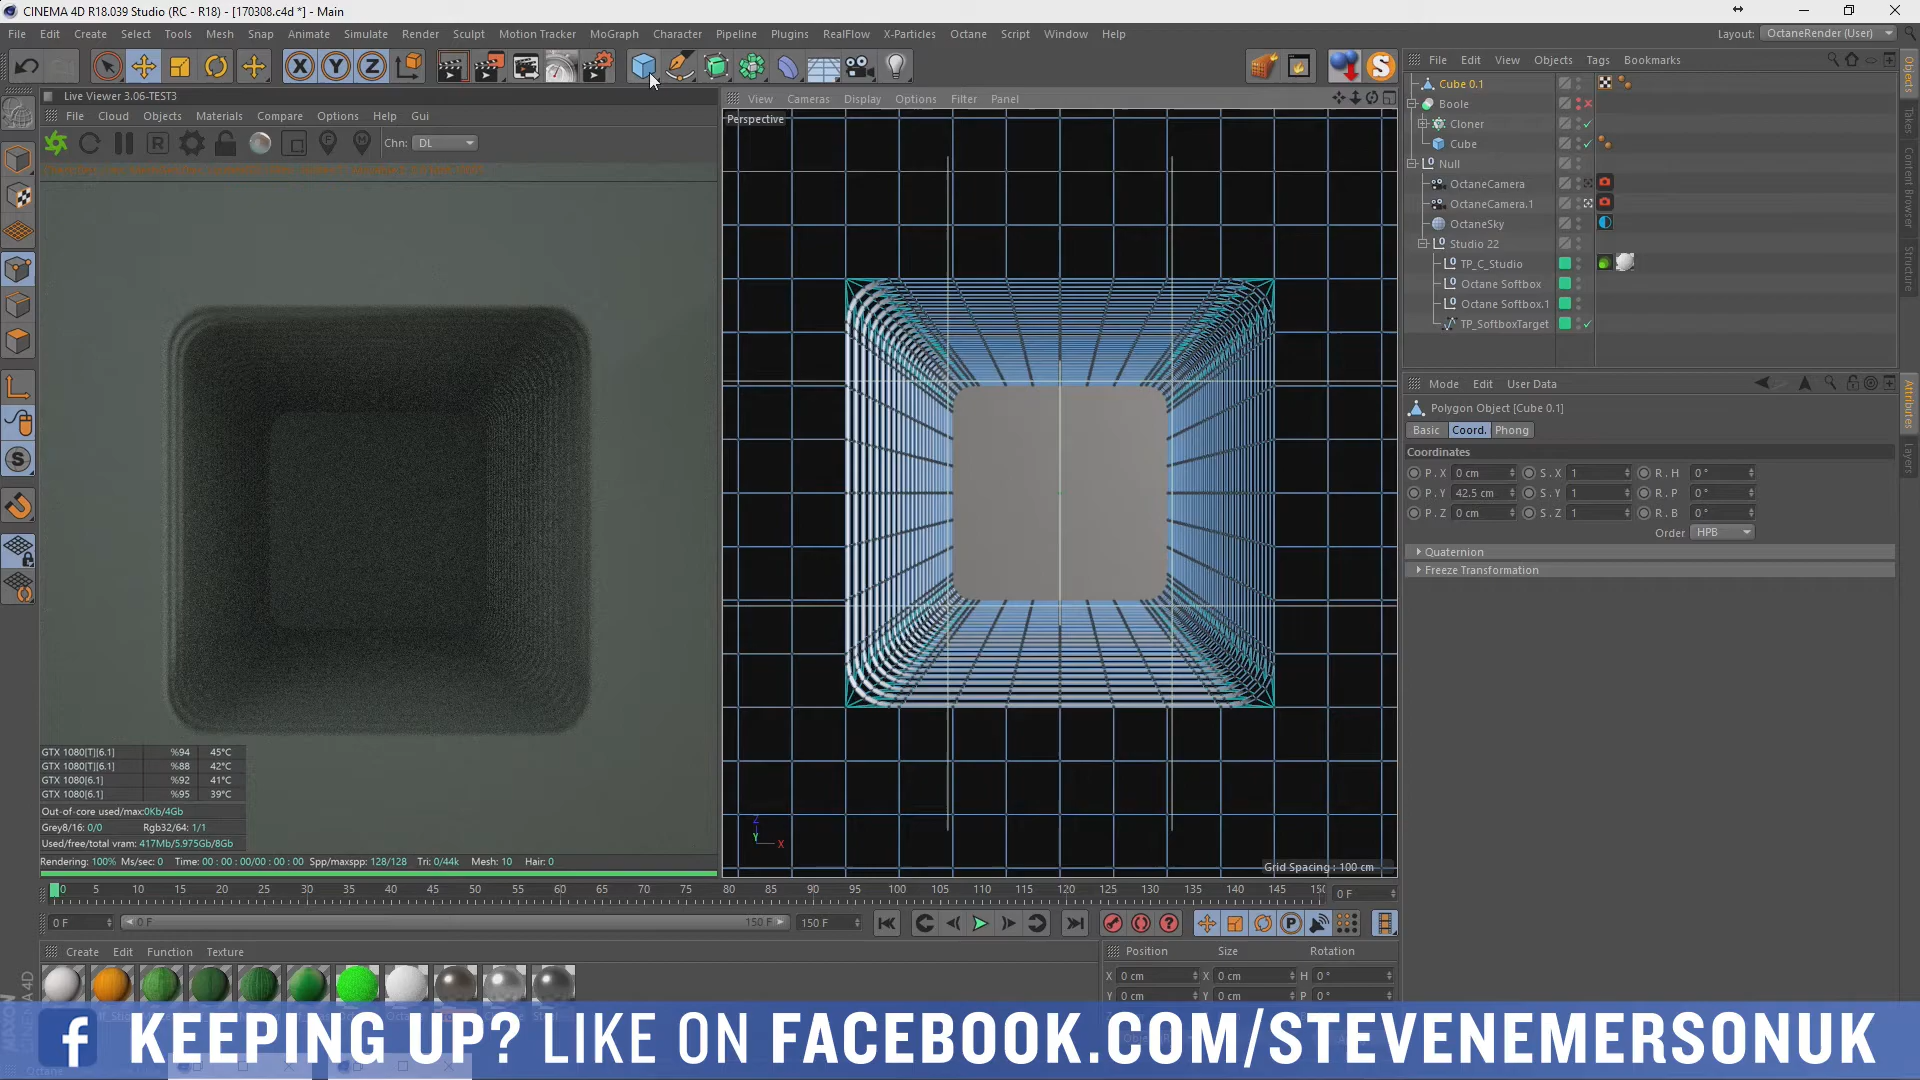 CINEMA 4D R18.039 Studio (RC - R18) - [170308.c4d *] - Main
File Edit Create Select Tools Mesh Snap Animate Simulate Render Sculpt Motion Tracker MoGraph Character Pipeline Plugins RealFlow X-Particles Octane Script Window Help
Layout: OctaneRender (User)
Live Viewer 3.06-TEST3
File Cloud Objects Materials Compare Options Help Gui
Chn: DL
View Cameras Display Options Filter Panel
Perspective
File Edit View Objects Tags Bookmarks
Cube 0.1
Boole
Cloner
Cube
Null
OctaneCamera
OctaneCamera.1
OctaneSky
Studio 22
TP_C_Studio
Octane Softbox
Octane Softbox.1
TP_SoftboxTarget
Objects
Takes
Content Browser
Structure
Mode Edit User Data
Polygon Object [Cube 0.1]
Basic Coord. Phong
Coordinates
P . X 0 cm S . X 1 R . H 0 °
P . Y 42.5 cm S . Y 1 R . P 0 °
P . Z 0 cm S . Z 1 R . B 0 °
Order HPB
Quaternion
Freeze Transformation
Attributes
Layers
GTX 1080[T][6.1] %94 45°C
GTX 1080[T][6.1] %88 42°C
GTX 1080[6.1] %92 41°C
GTX 1080[6.1] %95 39°C
Out-of-core used/max:0Kb/4Gb
Grey8/16: 0/0 Rgb32/64: 1/1
Used/free/total vram: 417Mb/5.975Gb/8Gb
Rendering: 100% Ms/sec: 0 Time: 00 : 00 : 00/00 : 00 : 00 Spp/maxspp: 128/128 Tri: 0/44k Mesh: 10 Hair: 0
Z
Y X
Grid Spacing : 100 cm
0 5 10 15 20 25 30 35 40 45 50 55 60 65 70 75 80 85 90 95 100 105 110 115 120 125 130 135 140 145 150 0 F
0 F 0 F 150 F 150 F
Create Edit Function Texture
Position Size Rotation
X 0 cm X 0 cm H 0 °
Y 0 cm Y 0 cm P 0 °
MAXON
CINEMA 4D
KEEPING UP? LIKE ON FACEBOOK.COM/STEVENEMERSONUK